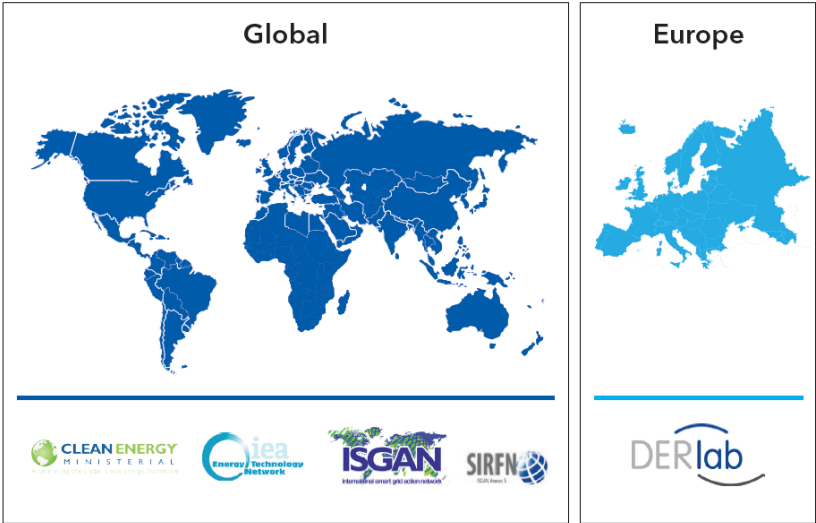 Global
Europe
CLEAN ENERGY
MINISTERIAL
iea
Energy Technology
Network
ISGAN
international smart grid action network
SIRFN
ISGAN Annex 5
DERlab